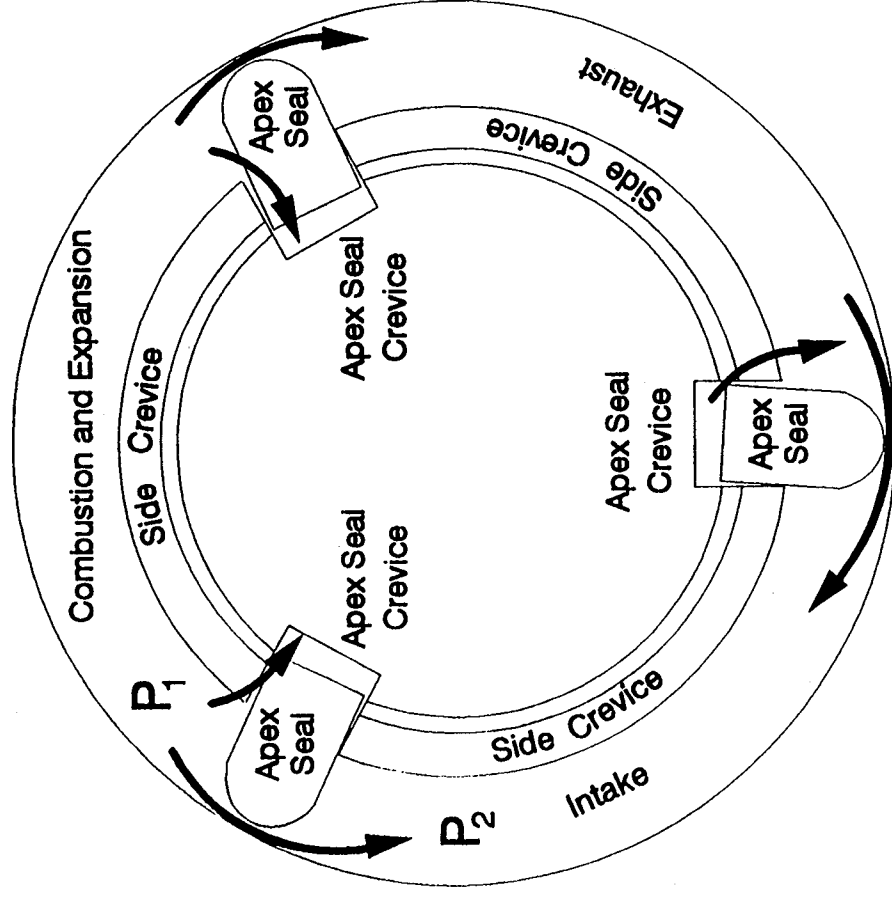 Combustion and Expansion
Side Crevice
P1
Apex
Seal
Apex Seal
Crevice
Apex Seal
Crevice
Apex
Seal
P2
Intake
Side Crevice
Apex Seal
Crevice
Apex
Seal
Side Crevice
Exhaust